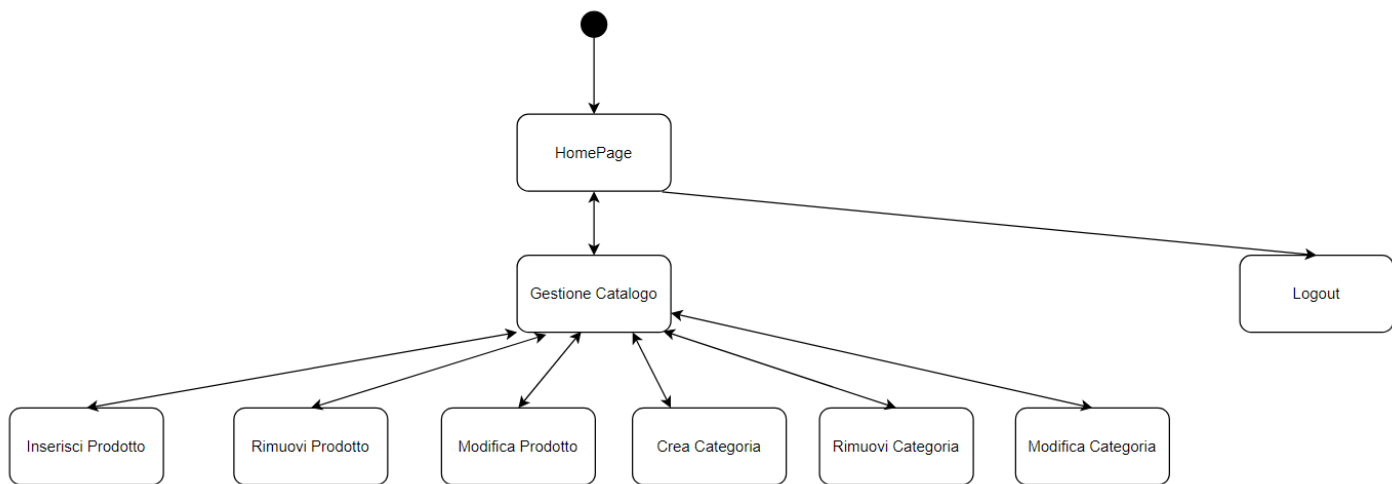 HomePage
Gestione Catalogo
Logout
Inserisci Prodotto
Rimuovi Prodotto
Modifica Prodotto
Crea Categoria
Rimuovi Categoria
Modifica Categoria